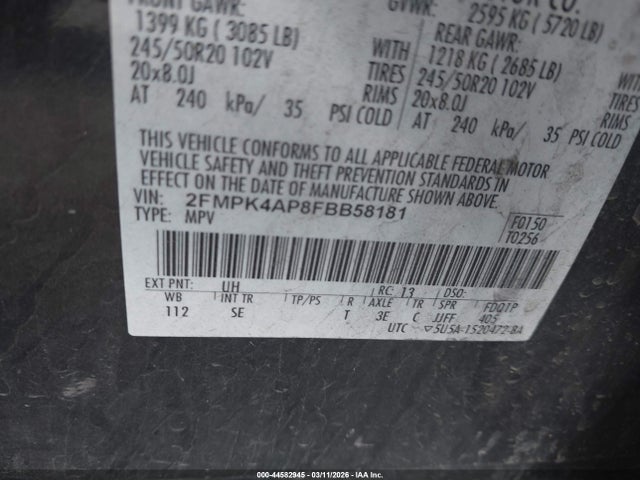 FRONT GAWR:
1399 KG ( 3085 LB)
245/50R20 102V
20x8.0J
AT 240 kPa/ 35 PSI COLD
WITH
TIRES
RIMS
CO.
GVWR:
2595 KG ( 5720 LB)
REAR GAWR:
1218 KG ( 2685 LB)
245/50R20 102V
20x8.0J
AT 240 kPa/ 35 PSI COLD
WITH
TIRES
RIMS
THIS VEHICLE CONFORMS TO ALL APPLICABLE FEDERAL MOTOR
VEHICLE SAFETY AND THEFT PREVENTION STANDARDS IN
EFFECT ON THE DATE OF MANUFACTURE SHOWN ABOVE.
VIN: 2FMPK4AP8FBB58181
TYPE: MPV
F0150
T0256
EXT PNT: UH RC: 13 DSO:
WB INT TR TP/PS R AXLE TR SPR FDQ1P
112 SE T 3E C JJFF 405
UTC ▽5U5A-1520472-BA
000-44582945 - 03/11/2026 - IAA Inc.